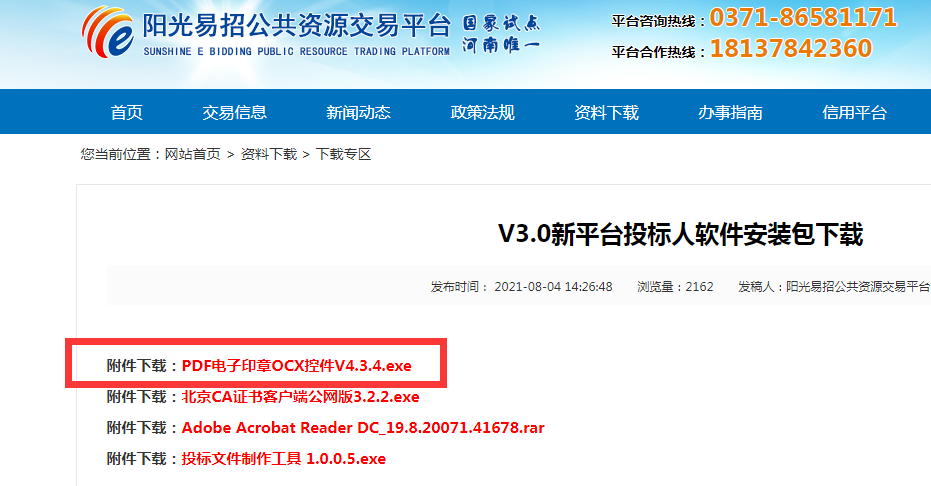 阳光易招公共资源交易平台 国家试点
SUNSHINE E BIDDING PUBLIC RESOURCE TRADING PLATFORM 河南唯一
平台咨询热线：0371-86581171
平台合作热线：18137842360
首页 交易信息 新闻动态 政策法规 资料下载 办事指南 信用平台
您当前位置：网站首页 > 资料下载 > 下载专区
V3.0新平台投标人软件安装包下载
发布时间： 2021-08-04 14:26:48 浏览量：2162 发稿人：阳光易招公共资源交易平台
附件下载：PDF电子印章OCX控件V4.3.4.exe
附件下载：北京CA证书客户端公网版3.2.2.exe
附件下载：Adobe Acrobat Reader DC_19.8.20071.41678.rar
附件下载：投标文件制作工具 1.0.0.5.exe